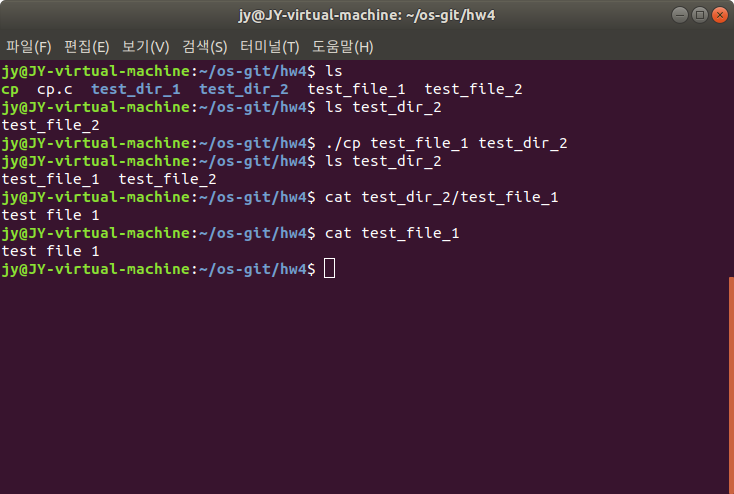 jy@JY-virtual-machine: ~/os-git/hw4
파일(F) 편집(E) 보기(V) 검색(S) 터미널(T) 도움말(H)
jy@JY-virtual-machine:~/os-git/hw4$ ls
cp  cp.c  test_dir_1  test_dir_2  test_file_1  test_file_2
jy@JY-virtual-machine:~/os-git/hw4$ ls test_dir_2
test_file_2
jy@JY-virtual-machine:~/os-git/hw4$ ./cp test_file_1 test_dir_2
jy@JY-virtual-machine:~/os-git/hw4$ ls test_dir_2
test_file_1  test_file_2
jy@JY-virtual-machine:~/os-git/hw4$ cat test_dir_2/test_file_1
test file 1
jy@JY-virtual-machine:~/os-git/hw4$ cat test_file_1
test file 1
jy@JY-virtual-machine:~/os-git/hw4$